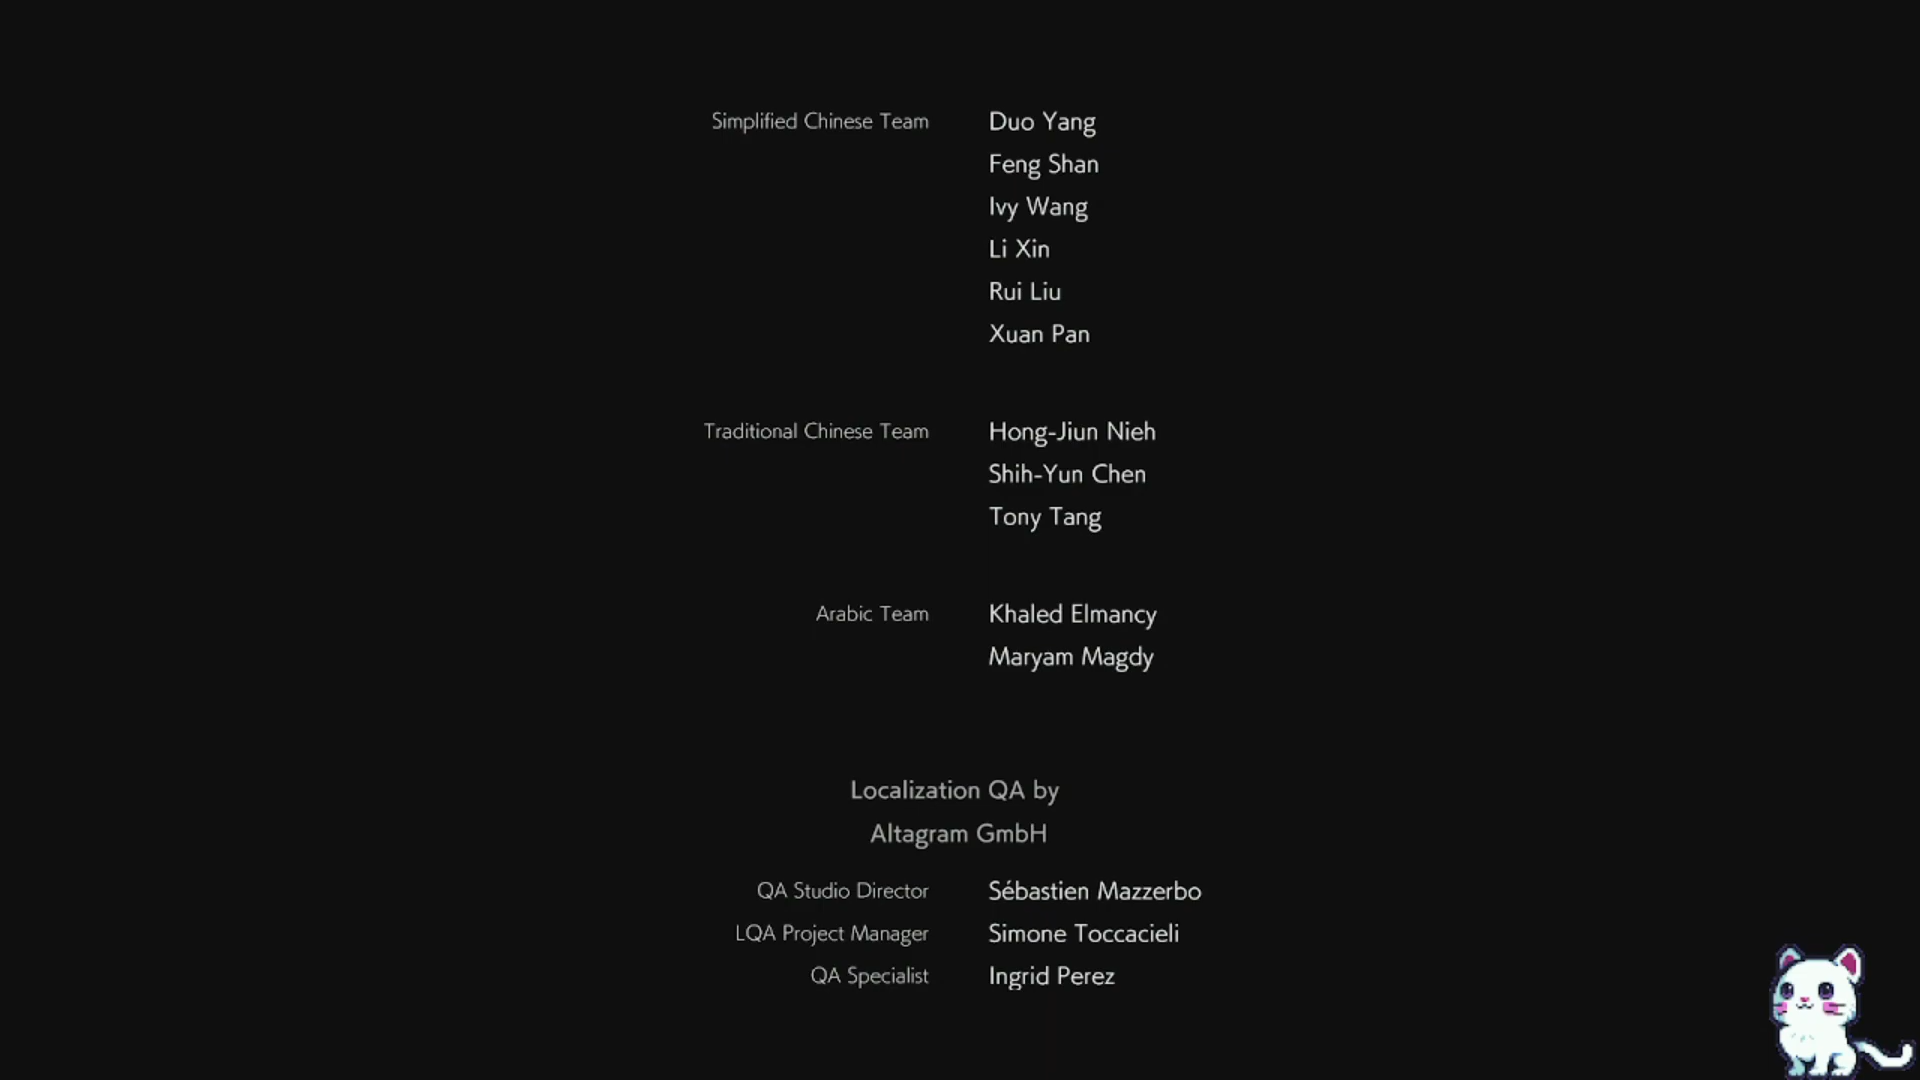 Simplified Chinese Team Duo Yang
Feng Shan
Ivy Wang
Li Xin
Rui Liu
Xuan Pan
Traditional Chinese Team Hong-Jiun Nieh
Shih-Yun Chen
Tony Tang
Arabic Team Khaled Elmancy
Maryam Magdy
Localization QA by
Altagram GmbH
QA Studio Director Sébastien Mazzerbo
LQA Project Manager Simone Toccacieli
QA Specialist Ingrid Perez